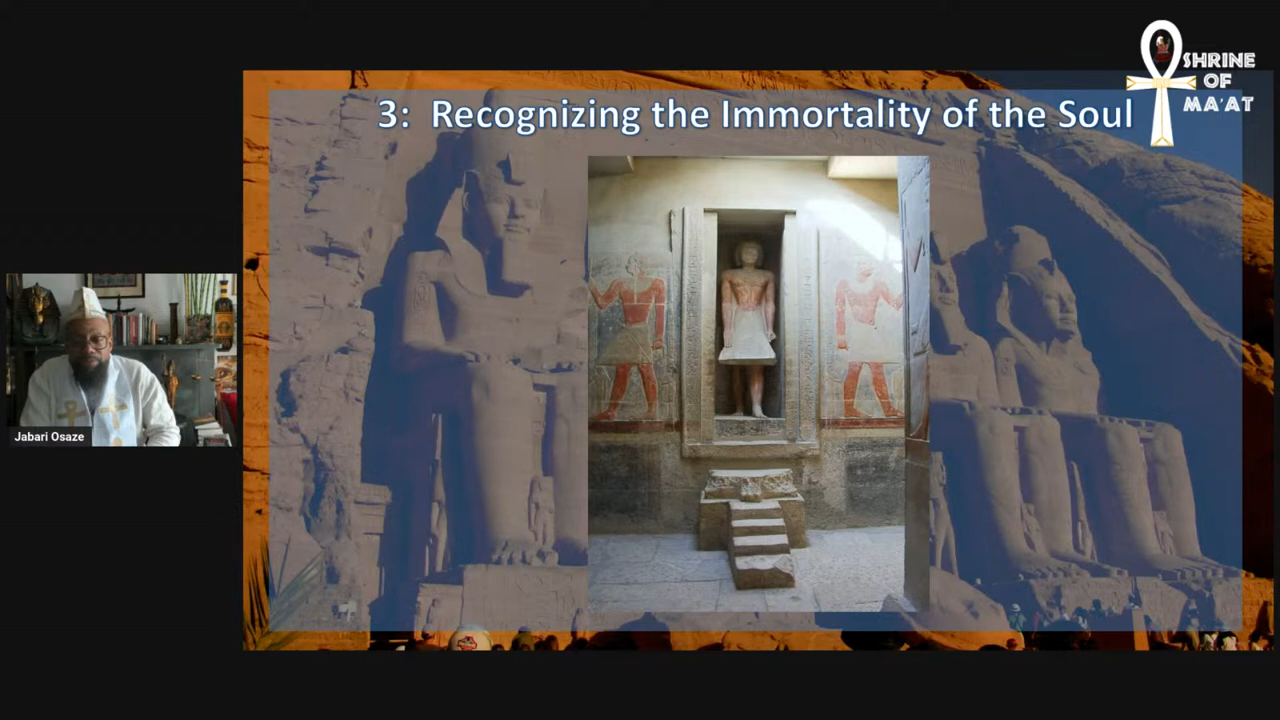 3:  Recognizing the Immortality of the Soul
SHRINE
OF
MA'AT
Jabari Osaze